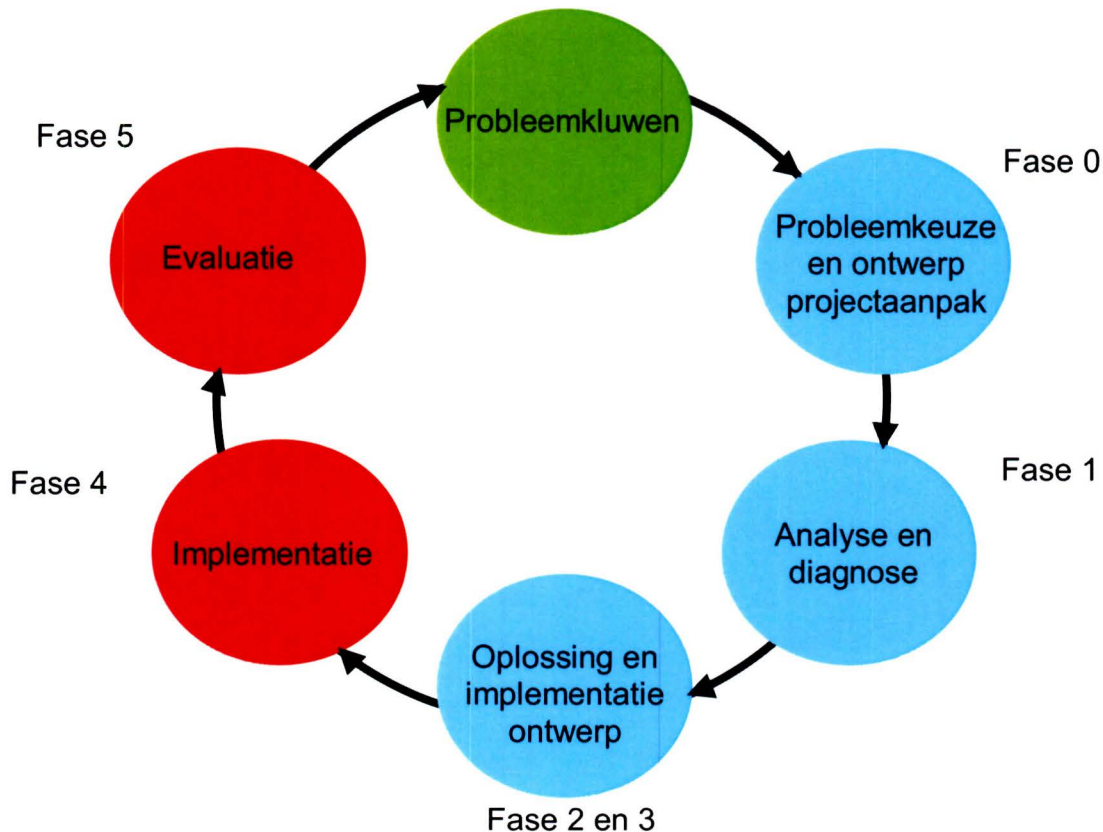 Probleemkluwen
Fase 0
Probleemkeuze
en ontwerp
projectaanpak
Fase 1
Analyse en
diagnose
Oplossing en
implementatie
ontwerp
Fase 2 en 3
Fase 4
Implementatie
Fase 5
Evaluatie